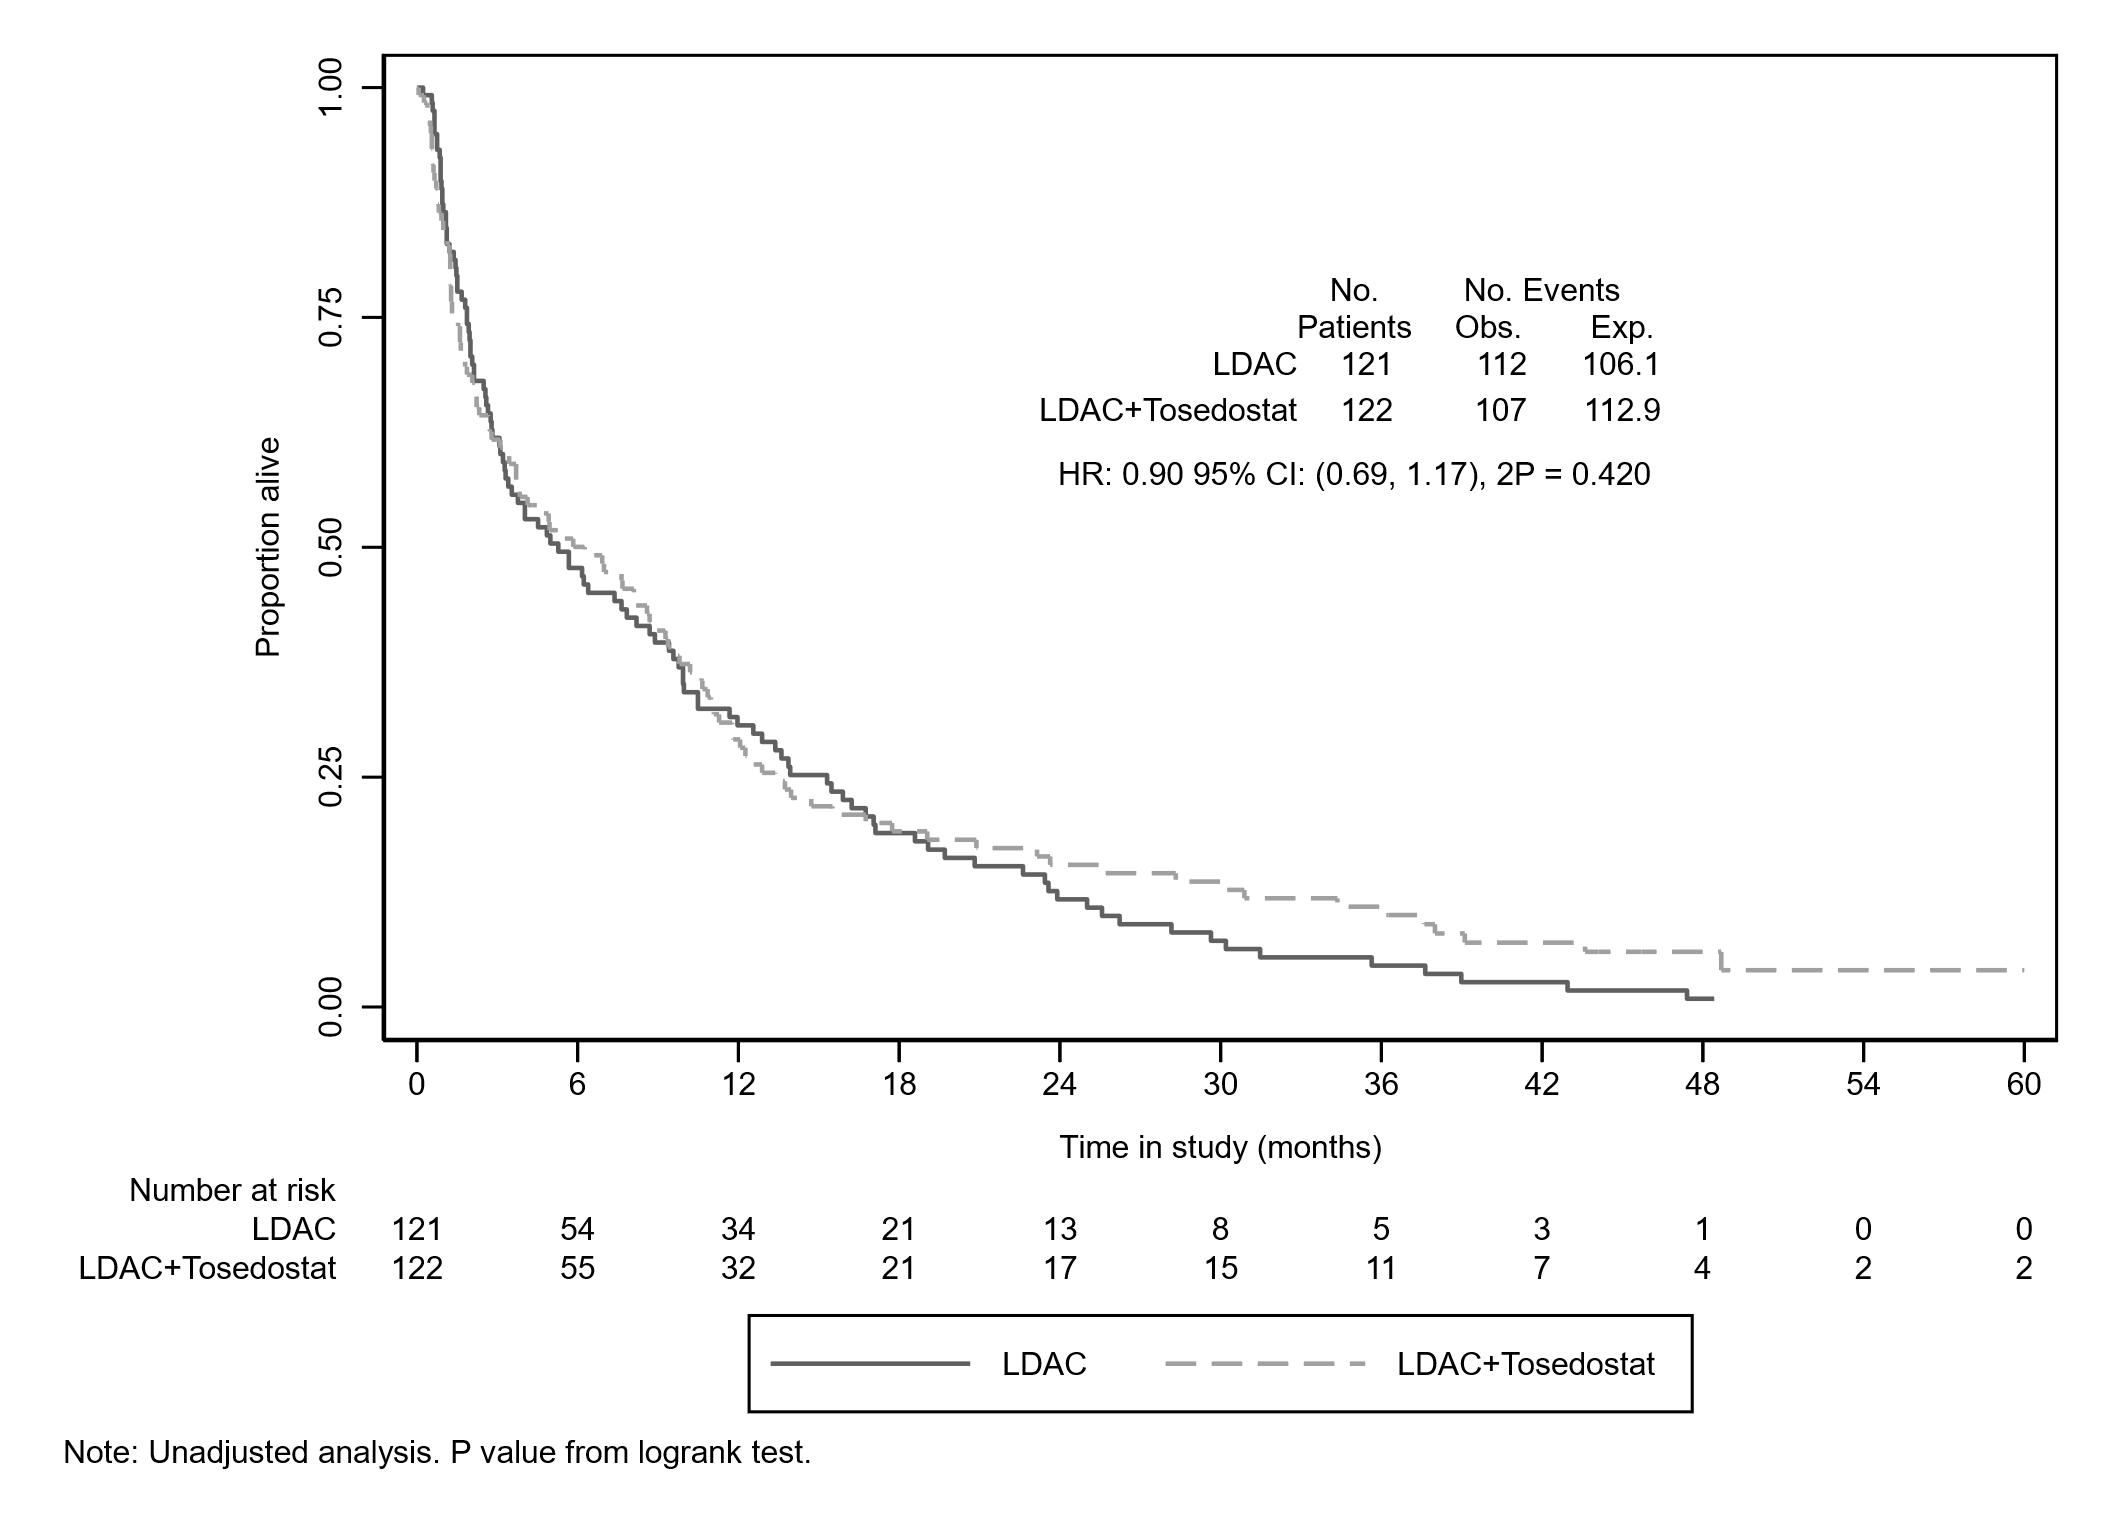 1.00
0.75
0.50
0.25
0.00
Proportion alive
No. No. Events
Patients Obs. Exp.
LDAC 121 112 106.1
LDAC+Tosedostat 122 107 112.9
HR: 0.90 95% CI: (0.69, 1.17), 2P = 0.420
0 6 12 18 24 30 36 42 48 54 60
Time in study (months)
Number at risk
LDAC 121 54 34 21 13 8 5 3 1 0 0
LDAC+Tosedostat 122 55 32 21 17 15 11 7 4 2 2
LDAC LDAC+Tosedostat
Note: Unadjusted analysis. P value from logrank test.